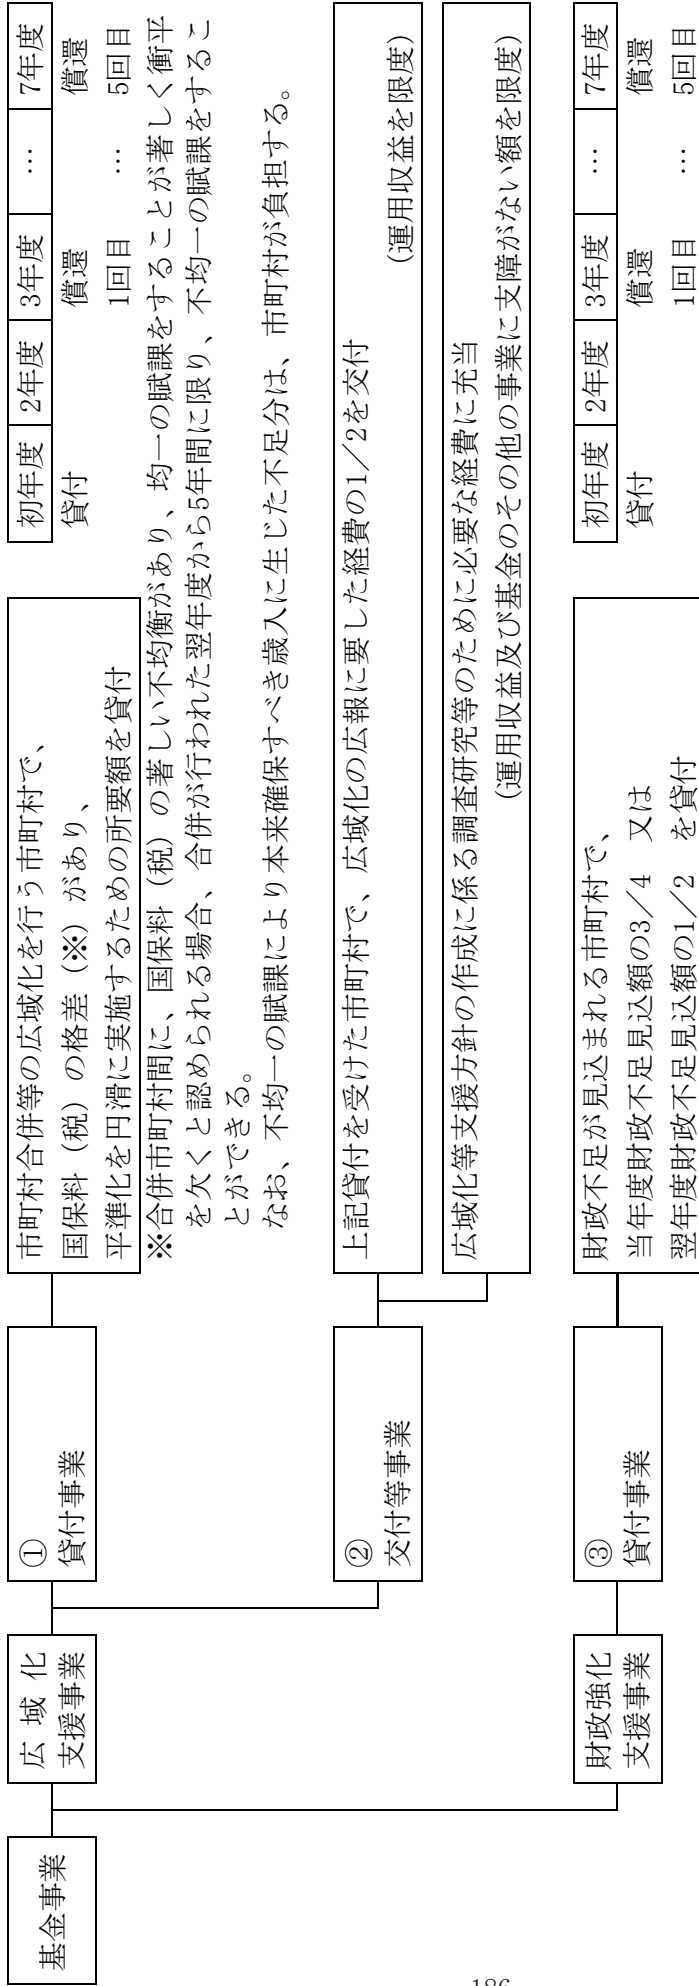 基金事業
広域化
支援事業
①
貸付事業
市町村合併等の広域化を行う市町村で、
国保料（税）の格差（※）があり、
平準化を円滑に実施するための所要額を貸付
初年度 2年度 3年度 … 7年度
貸付 償還 償還
1回目 … 5回目
※合併市町村間に、国保料（税）の著しい不均衡があり、均一の賦課をすることが著しく衡平
を欠くと認められる場合、合併が行われた翌年度から5年間に限り、不均一の賦課をするこ
とができる。
なお、不均一の賦課により本来確保すべき歳入に生じた不足分は、市町村が負担する。
②
交付等事業
上記貸付を受けた市町村で、広域化の広報に要した経費の1／2を交付
(運用収益を限度)
広域化等支援方針の作成に係る調査研究等のために必要な経費に充当
(運用収益及び基金のその他の事業に支障がない額を限度)
財政強化
支援事業
③
貸付事業
財政不足が見込まれる市町村で、
当年度財政不足見込額の3／4 又は
翌年度財政不足見込額の1／2 を貸付
初年度 2年度 3年度 … 7年度
貸付 償還 償還
1回目 … 5回目